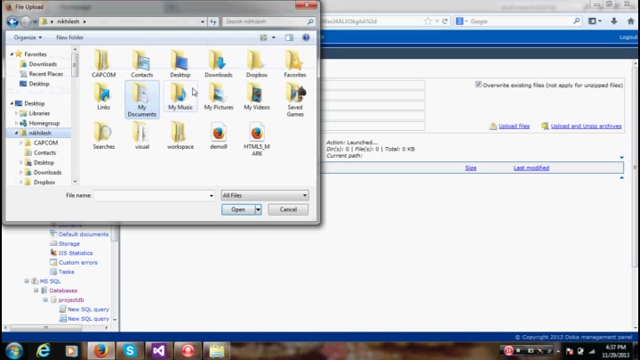 File Upload
nikhilesh
Search nikhilesh
Organize
New folder
Favorites
Downloads
Recent Places
Desktop
Desktop
Libraries
Homegroup
nikhilesh
CAPCOM
Contacts
Desktop
Downloads
Dropbox
CAPCOM
Contacts
Desktop
Downloads
Dropbox
Favorites
Links
My Documents
My Music
My Pictures
My Videos
Saved Games
Searches
visual
workspace
demo9
HTML5_MARK
File name:
All Files
Open
Cancel
Logout
Overwrite existing files (not apply for unzipped files)
Upload files
Upload and Unzip archives
Action: Launched...
Dir(s): 0 | File(s): 0 | Total: 0 KB
Current path:
Size
Last modified
Default documents
Storage
IIS Statistics
Custom errors
Tasks
MS SQL
Databases
projectdb
New SQL query
New SQL query
Copyright © 2013 Doka management panel
4:37 PM
11/29/2013